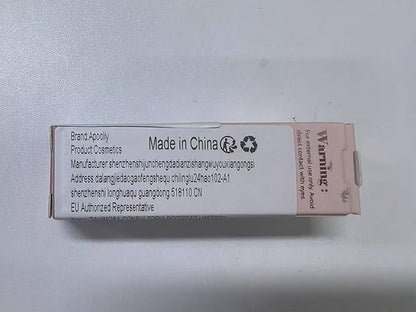 Brand Apoolly
Product Cosmetics
Made in China
Manufacturer shenzhenshijunchengdadianzishangwuyouxiangongsi
Address dalangjiedaogaofengshequ chilinglu24hao102-A1
shenzhenshi longhuaqu guangdong 518110 CN
EU Authorized Representative
Warning:
For external use only. Avoid
direct contact with eyes.